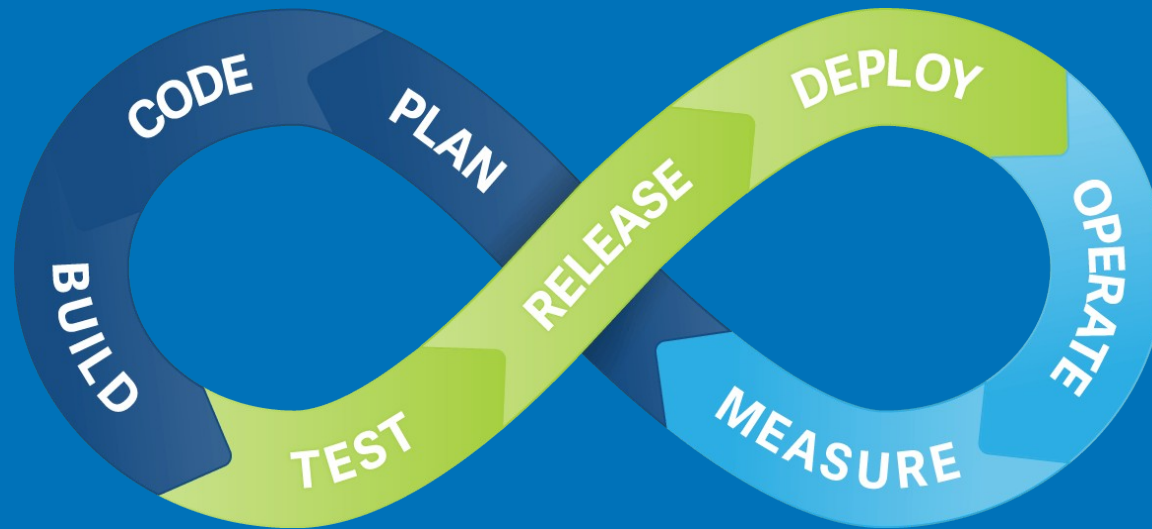 PLAN
CODE
BUILD
TEST
RELEASE
DEPLOY
OPERATE
MEASURE